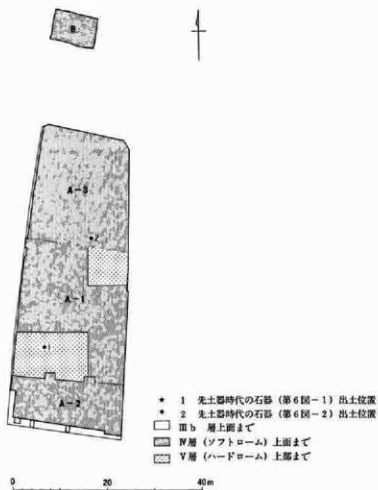 B
A-3
2
A-1
1
A-2
★ 1 先土器時代の石器(第6図-1)出土位置
★ 2 先土器時代の石器(第6図-2)出土位置
Ⅲb 層上面まで
Ⅳ層(ソフトローム)上面まで
Ⅴ層(ハードローム)上部まで
0 20 40m